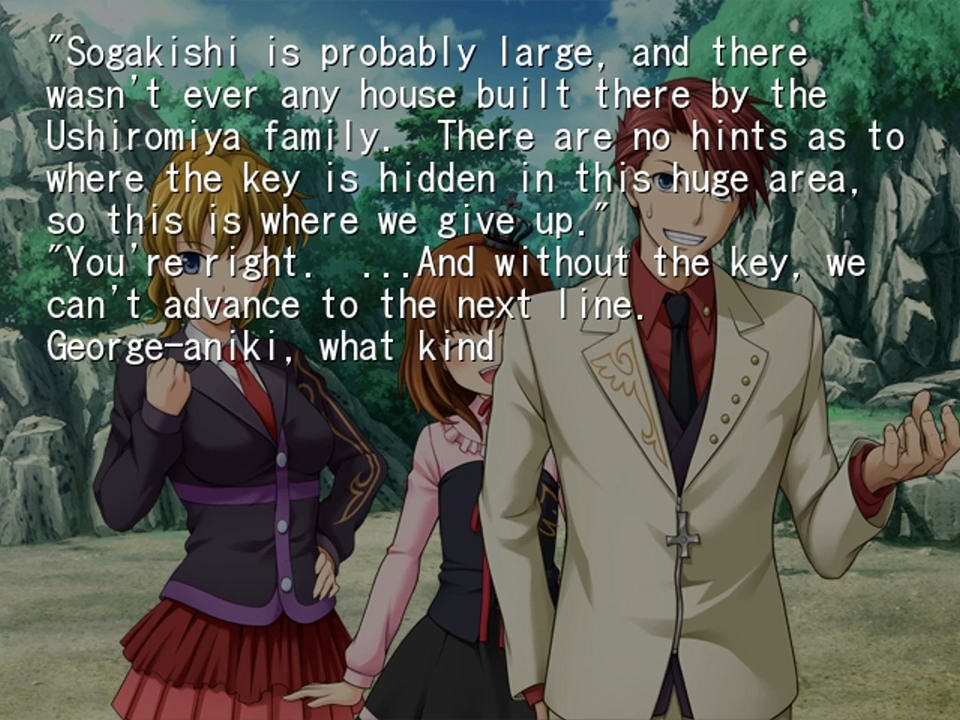 "Sogakishi is probably large, and there
wasn't ever any house built there by the
Ushiromiya family.  There are no hints as to
where the key is hidden in this huge area,
so this is where we give up."
"You're right.  ...And without the key, we
can't advance to the next line.
George-aniki, what kind